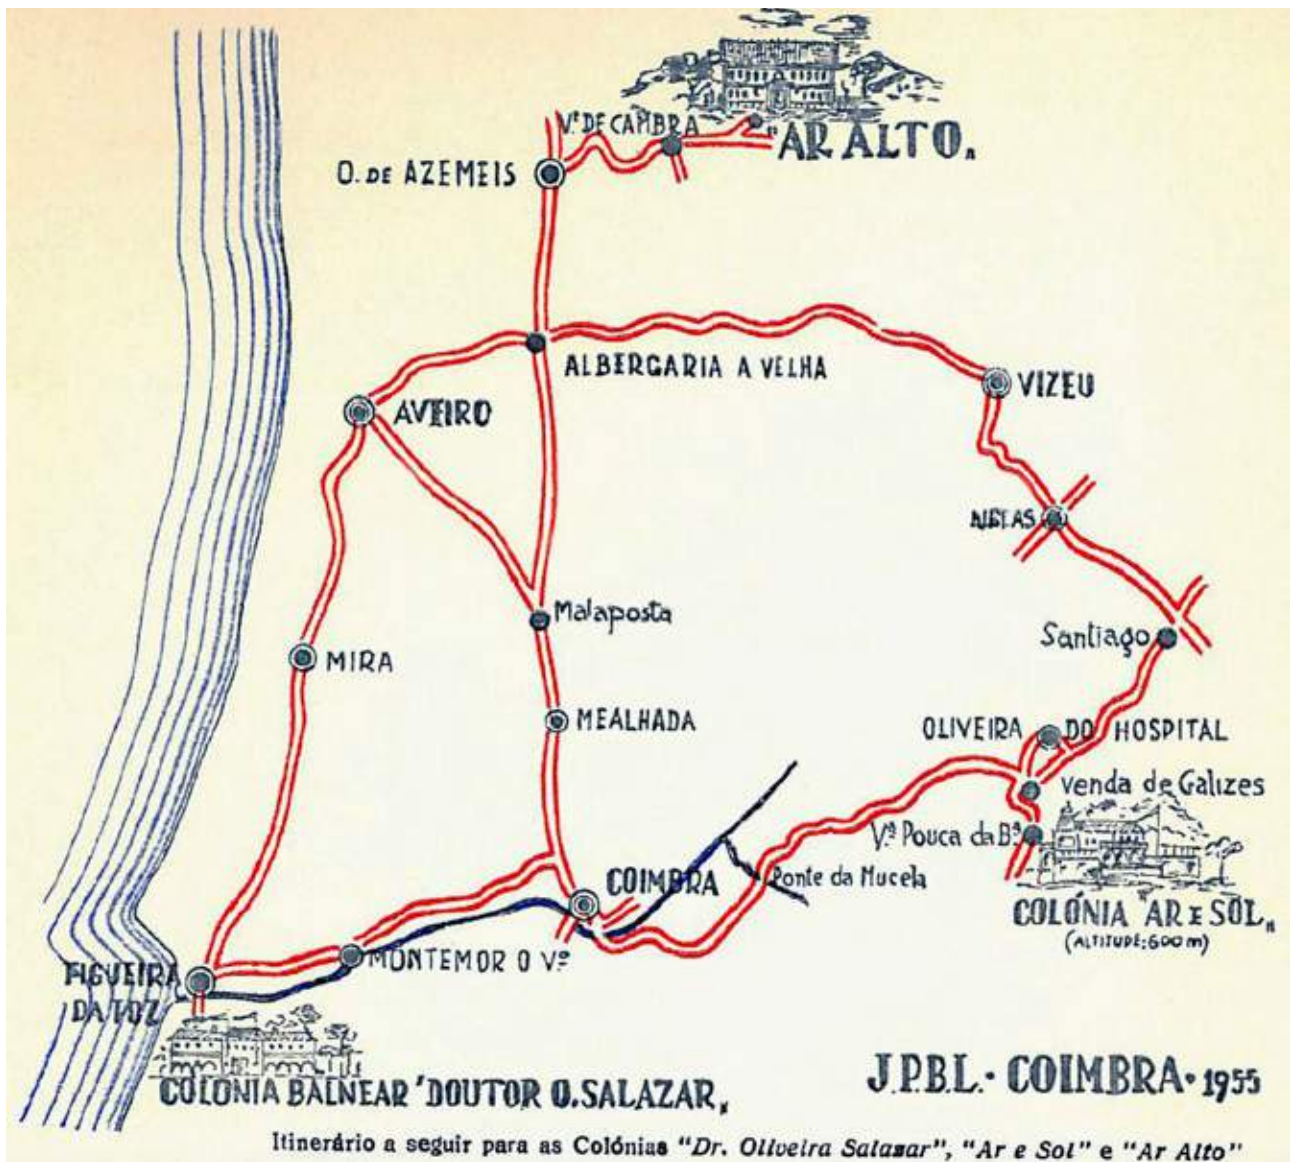 Vª DE CAMBRA
"AR ALTO"
O. DE AZEMEIS
ALBERGARIA A VELHA
VIZEU
AVEIRO
NELAS
Malaposta
Santiago
MIRA
MEALHADA
OLIVEIRA DO HOSPITAL
Venda de Galizes
Vª Pouca da Bª
COIMBRA
Ponte da Mucela
COLÓNIA "AR E SOL"
(ALTITUDE: 600 m)
MONTEMOR O Vº
FIGUEIRA
DA FOZ
COLONIA BALNEAR "DOUTOR O. SALAZAR"
J.P.B.L. · COIMBRA · 1955
Itinerário a seguir para as Colónias "Dr. Oliveira Salazar", "Ar e Sol" e "Ar Alto"